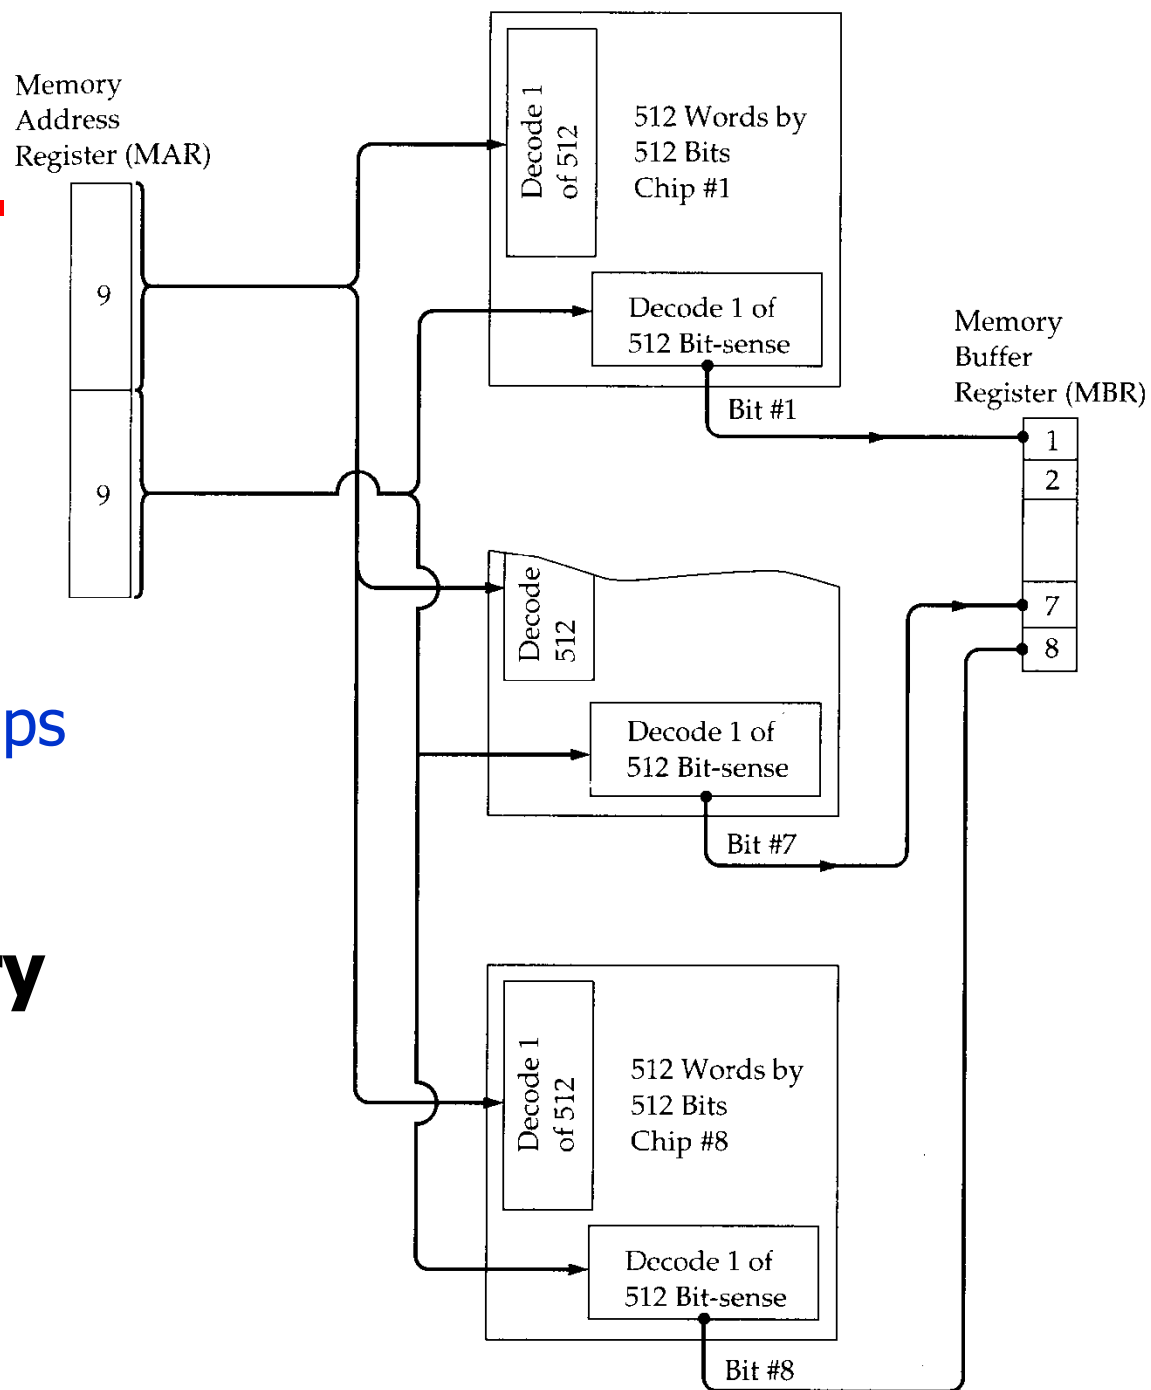 Memory
Address
Register (MAR)
9
9
Decode 1
of 512
512 Words by
512 Bits
Chip #1
Decode 1 of
512 Bit-sense
Bit #1
Memory
Buffer
Register (MBR)
1
2
7
8
Decode
512
Decode 1 of
512 Bit-sense
Bit #7
ps
ry
Decode 1
of 512
512 Words by
512 Bits
Chip #8
Decode 1 of
512 Bit-sense
Bit #8